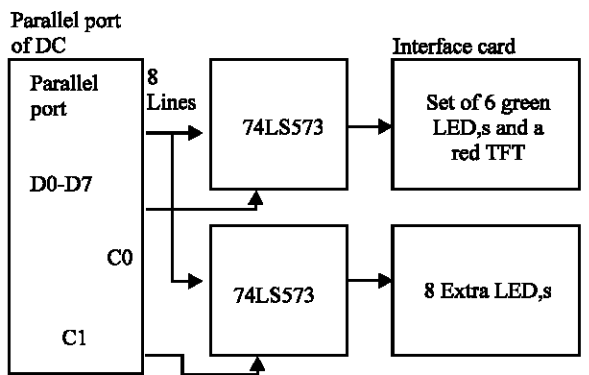 Parallel port
of DC
Parallel
port
8
Lines
D0-D7
C0
C1
74LS573
74LS573
Interface card
Set of 6 green
LED,s and a
red TFT
8 Extra LED,s